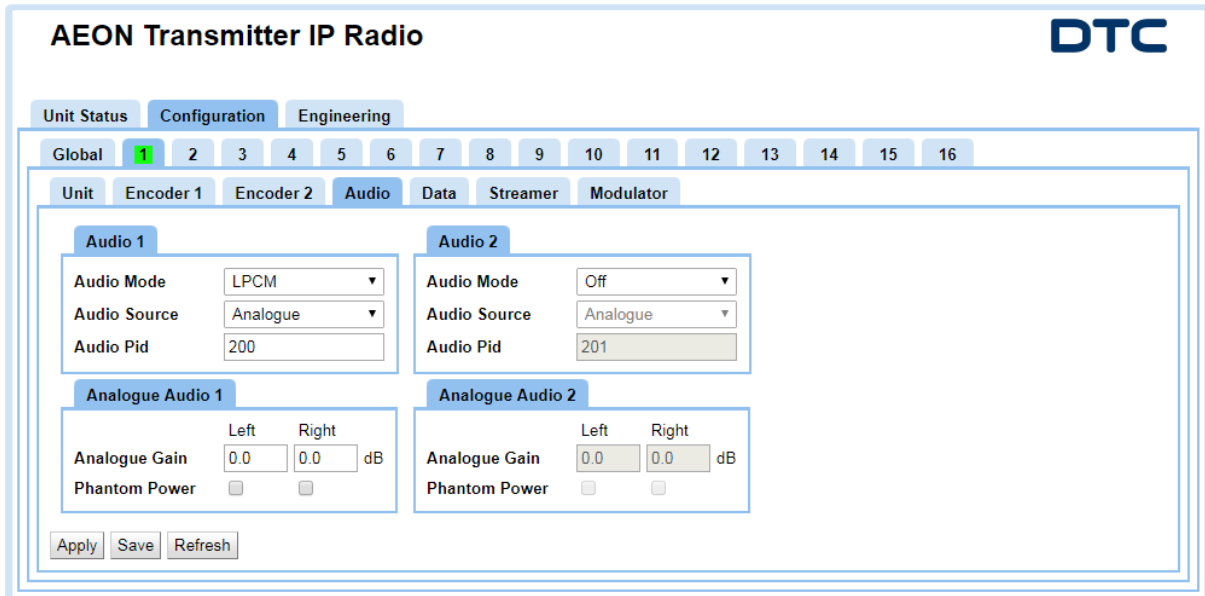 AEON Transmitter IP Radio
DTC
Unit Status Configuration Engineering
Global 1 2 3 4 5 6 7 8 9 10 11 12 13 14 15 16
Unit Encoder 1 Encoder 2 Audio Data Streamer Modulator
Audio 1
Audio Mode LPCM
Audio Source Analogue
Audio Pid 200
Audio 2
Audio Mode Off
Audio Source Analogue
Audio Pid 201
Analogue Audio 1
Left Right
Analogue Gain 0.0 0.0 dB
Phantom Power
Analogue Audio 2
Left Right
Analogue Gain 0.0 0.0 dB
Phantom Power
Apply Save Refresh